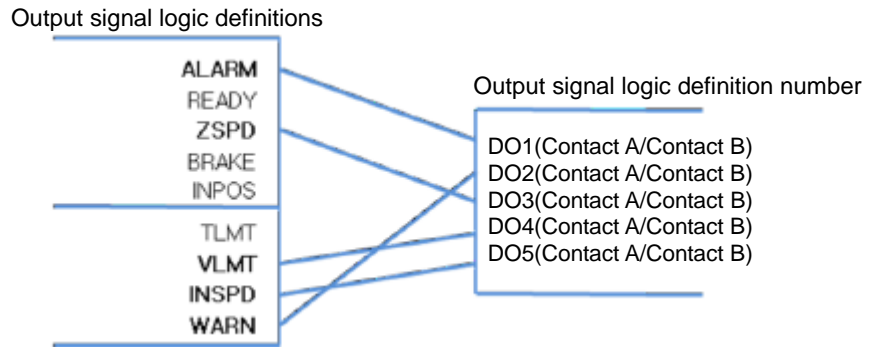 Output signal logic definitions
ALARM
READY
ZSPD
BRAKE
INPOS
TLMT
VLMT
INSPD
WARN
Output signal logic definition number
DO1(Contact A/Contact B)
DO2(Contact A/Contact B)
DO3(Contact A/Contact B)
DO4(Contact A/Contact B)
DO5(Contact A/Contact B)